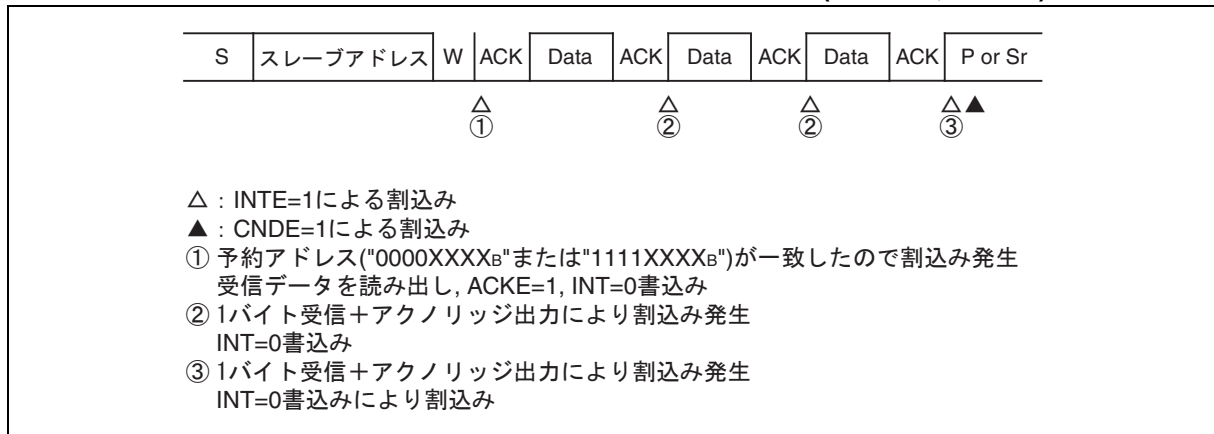 S スレーブアドレス W ACK Data ACK Data ACK Data ACK P or Sr
△ △ △ △▲
① ② ② ③
△：INTE=1による割込み
▲：CNDE=1による割込み
① 予約アドレス("0000XXXXB"または"1111XXXXB")が一致したので割込み発生
受信データを読み出し, ACKE=1, INT=0書込み
② 1バイト受信＋アクノリッジ出力により割込み発生
INT=0書込み
③ 1バイト受信＋アクノリッジ出力により割込み発生
INT=0書込みにより割込み